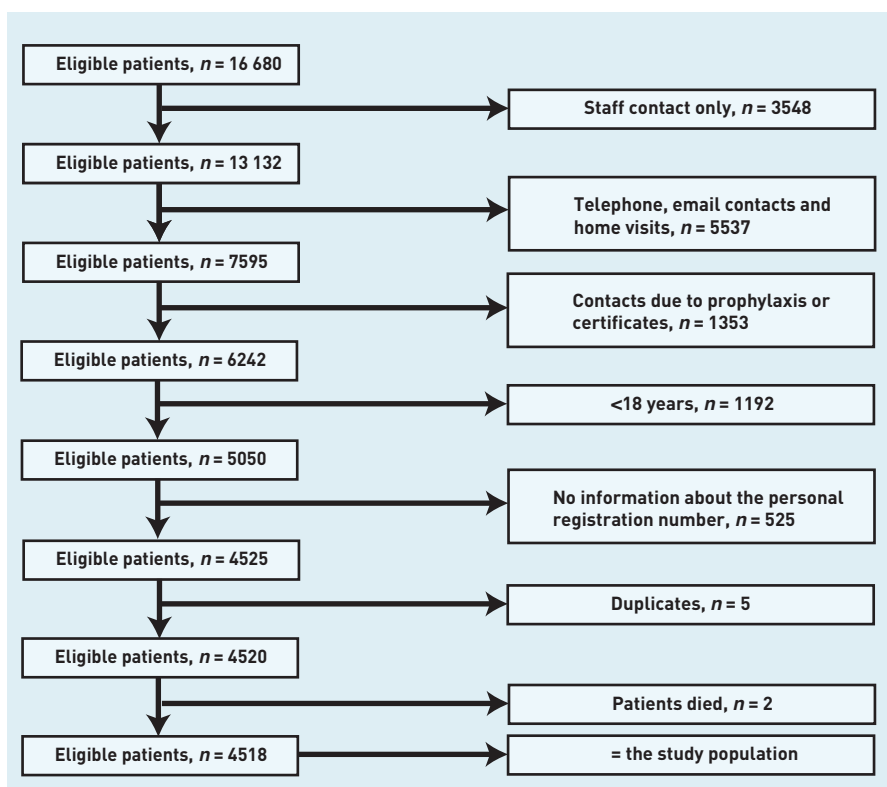 Eligible patients, n = 16 680
Staff contact only, n = 3548
Eligible patients, n = 13 132
Telephone, email contacts and
home visits, n = 5537
Eligible patients, n = 7595
Contacts due to prophylaxis or
certificates, n = 1353
Eligible patients, n = 6242
<18 years, n = 1192
Eligible patients, n = 5050
No information about the personal
registration number, n = 525
Eligible patients, n = 4525
Duplicates, n = 5
Eligible patients, n = 4520
Patients died, n = 2
Eligible patients, n = 4518
= the study population